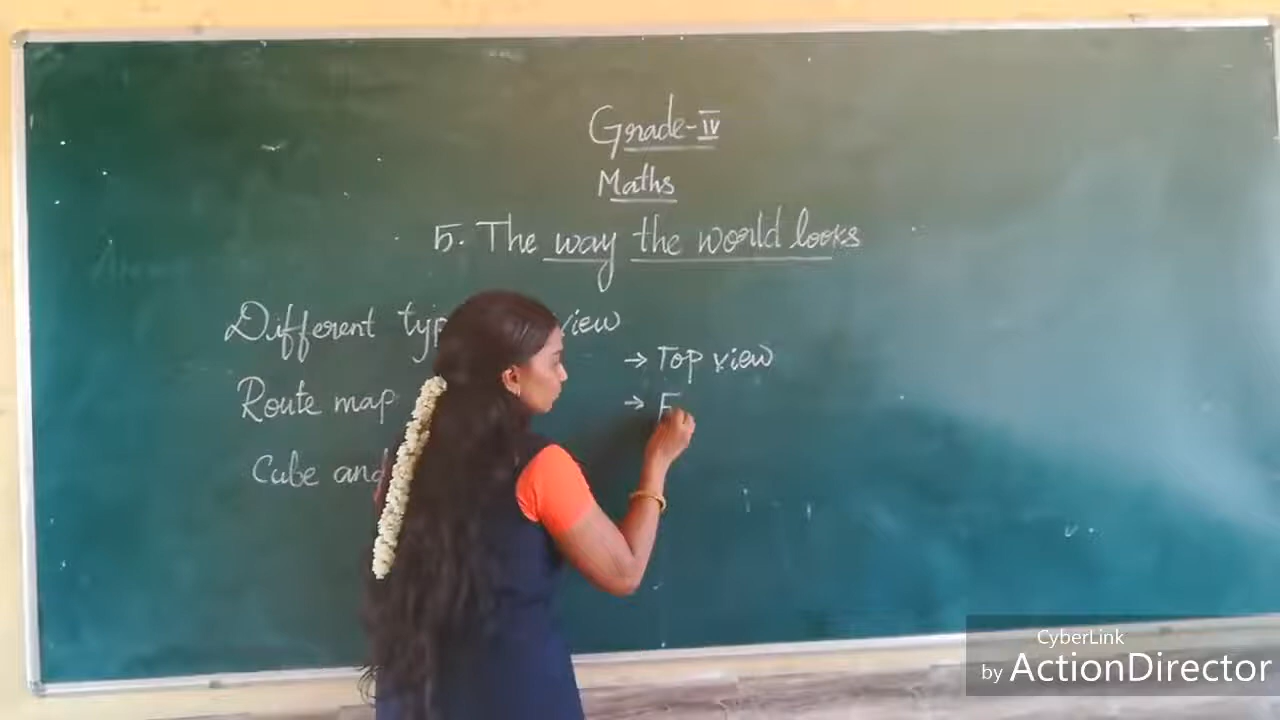 Grade-IV
Maths
5. The way the world looks
Different typ view
→ Top view
Route map
→ F
Cube and
CyberLink
by ActionDirector